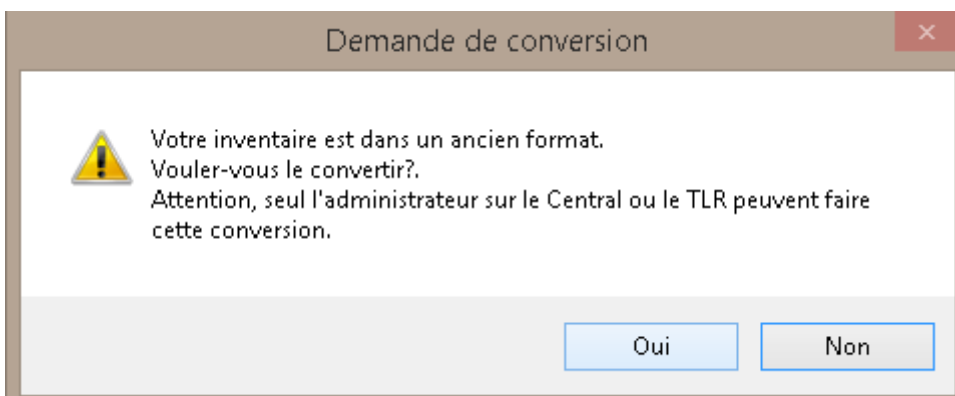 Demande de conversion
Votre inventaire est dans un ancien format.
Vouler-vous le convertir?.
Attention, seul l'administrateur sur le Central ou le TLR peuvent faire
cette conversion.
Oui
Non